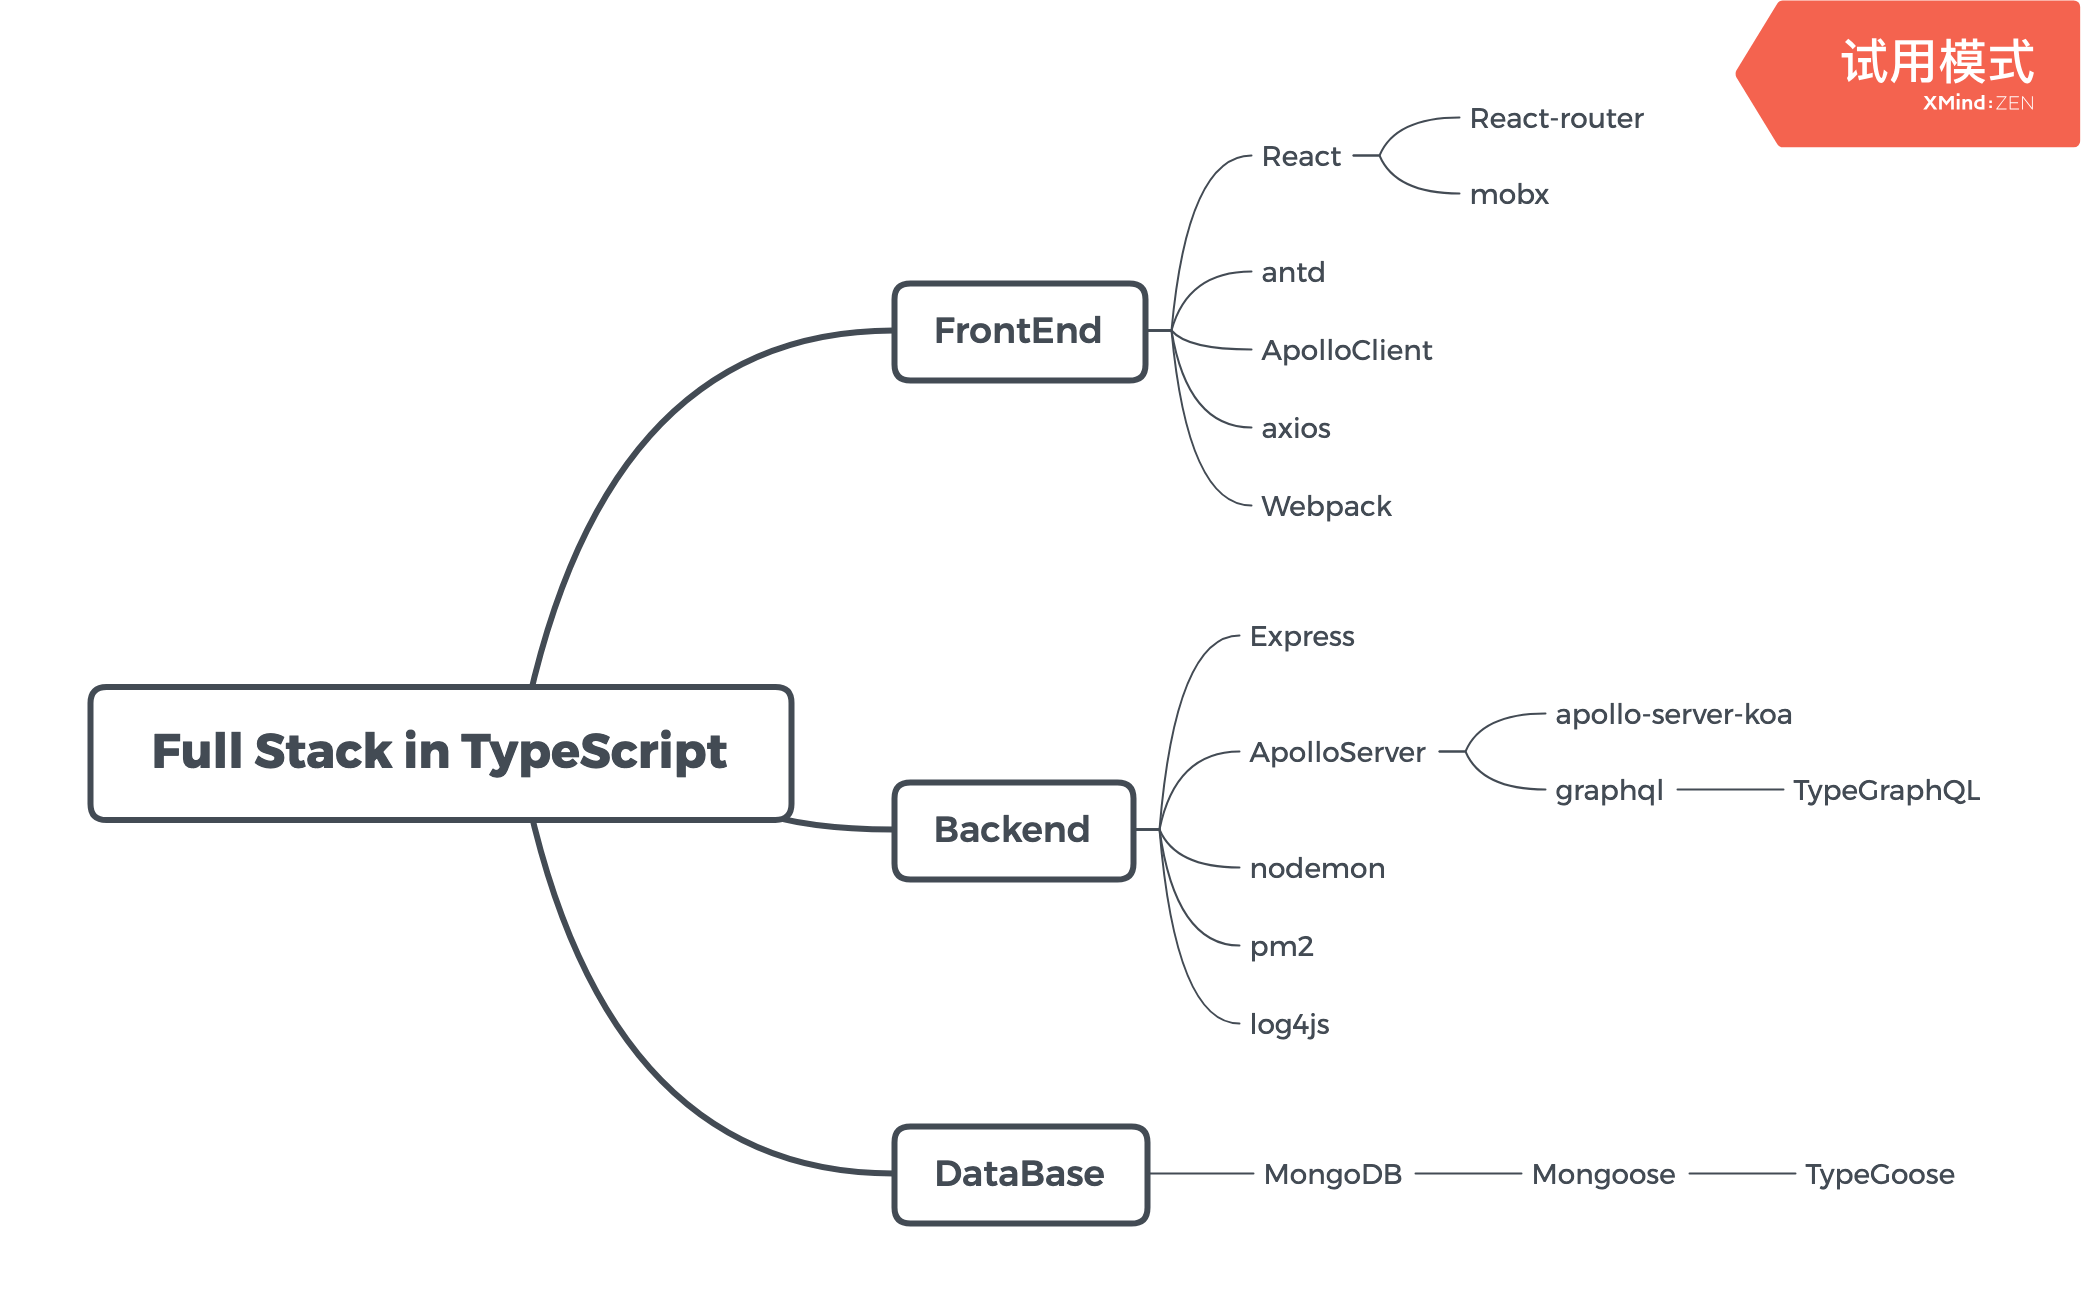 试用模式
XMind:ZEN
React-router
React
mobx
antd
FrontEnd
ApolloClient
axios
Webpack
Express
apollo-server-koa
Full Stack in TypeScript
ApolloServer
graphql
TypeGraphQL
Backend
nodemon
pm2
log4js
DataBase
MongoDB
Mongoose
TypeGoose